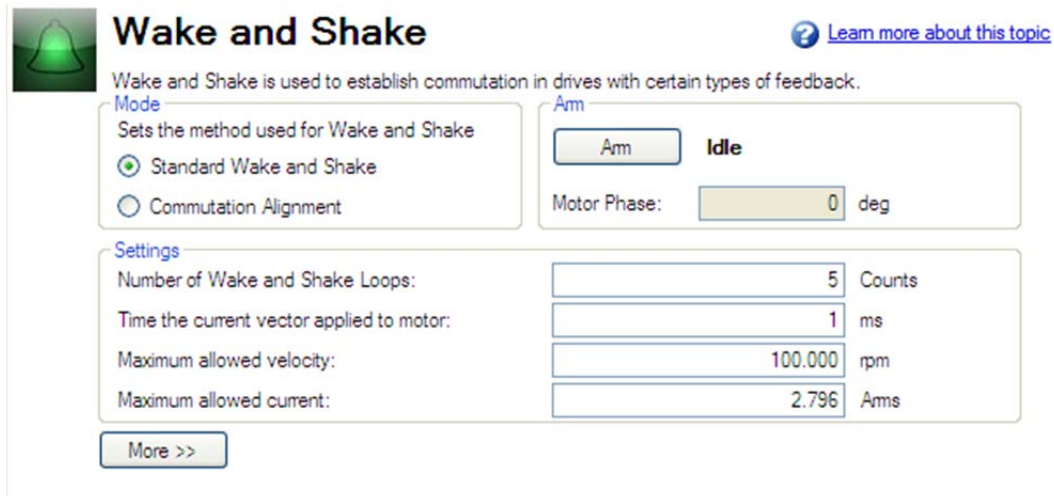 Wake and Shake
Learn more about this topic
Wake and Shake is used to establish commutation in drives with certain types of feedback.
Mode
Sets the method used for Wake and Shake
Standard Wake and Shake
Commutation Alignment
Arm
Arm Idle
Motor Phase: 0 deg
Settings
Number of Wake and Shake Loops: 5 Counts
Time the current vector applied to motor: 1 ms
Maximum allowed velocity: 100.000 rpm
Maximum allowed current: 2.796 Arms
More >>